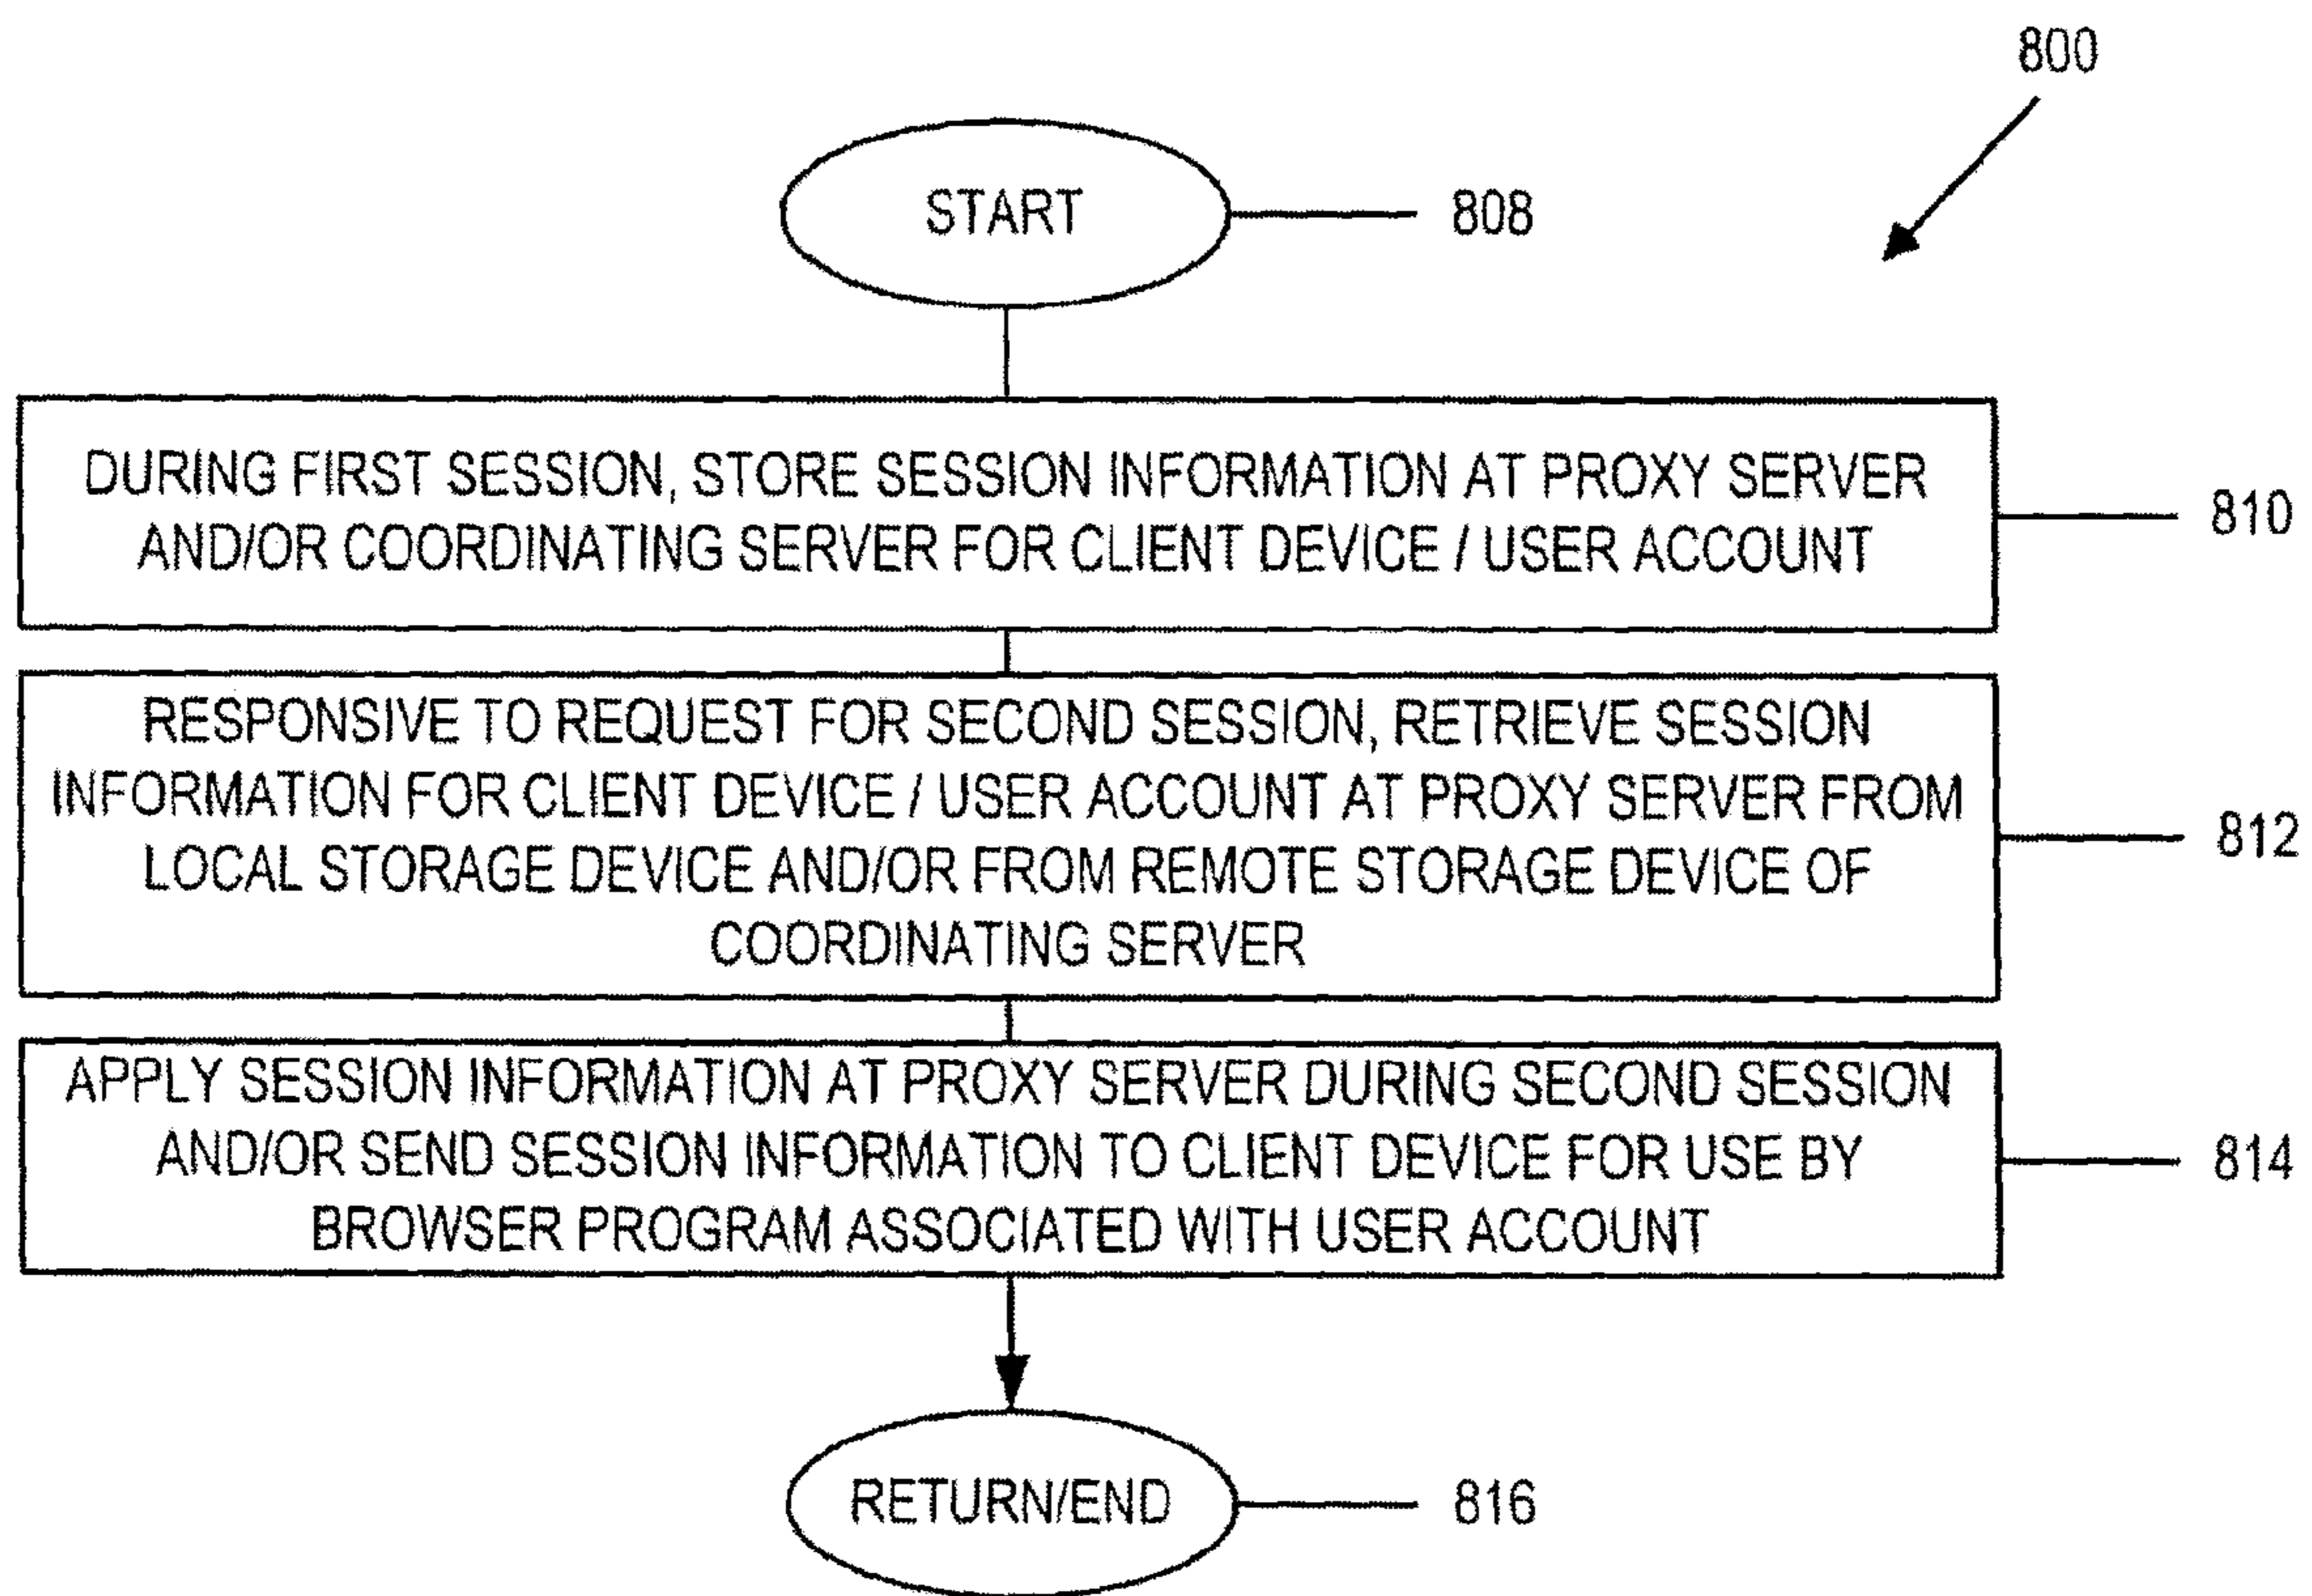 800
START
808
DURING FIRST SESSION, STORE SESSION INFORMATION AT PROXY SERVER
AND/OR COORDINATING SERVER FOR CLIENT DEVICE / USER ACCOUNT
810
RESPONSIVE TO REQUEST FOR SECOND SESSION, RETRIEVE SESSION
INFORMATION FOR CLIENT DEVICE / USER ACCOUNT AT PROXY SERVER FROM
LOCAL STORAGE DEVICE AND/OR FROM REMOTE STORAGE DEVICE OF
COORDINATING SERVER
812
APPLY SESSION INFORMATION AT PROXY SERVER DURING SECOND SESSION
AND/OR SEND SESSION INFORMATION TO CLIENT DEVICE FOR USE BY
BROWSER PROGRAM ASSOCIATED WITH USER ACCOUNT
814
RETURN/END
816